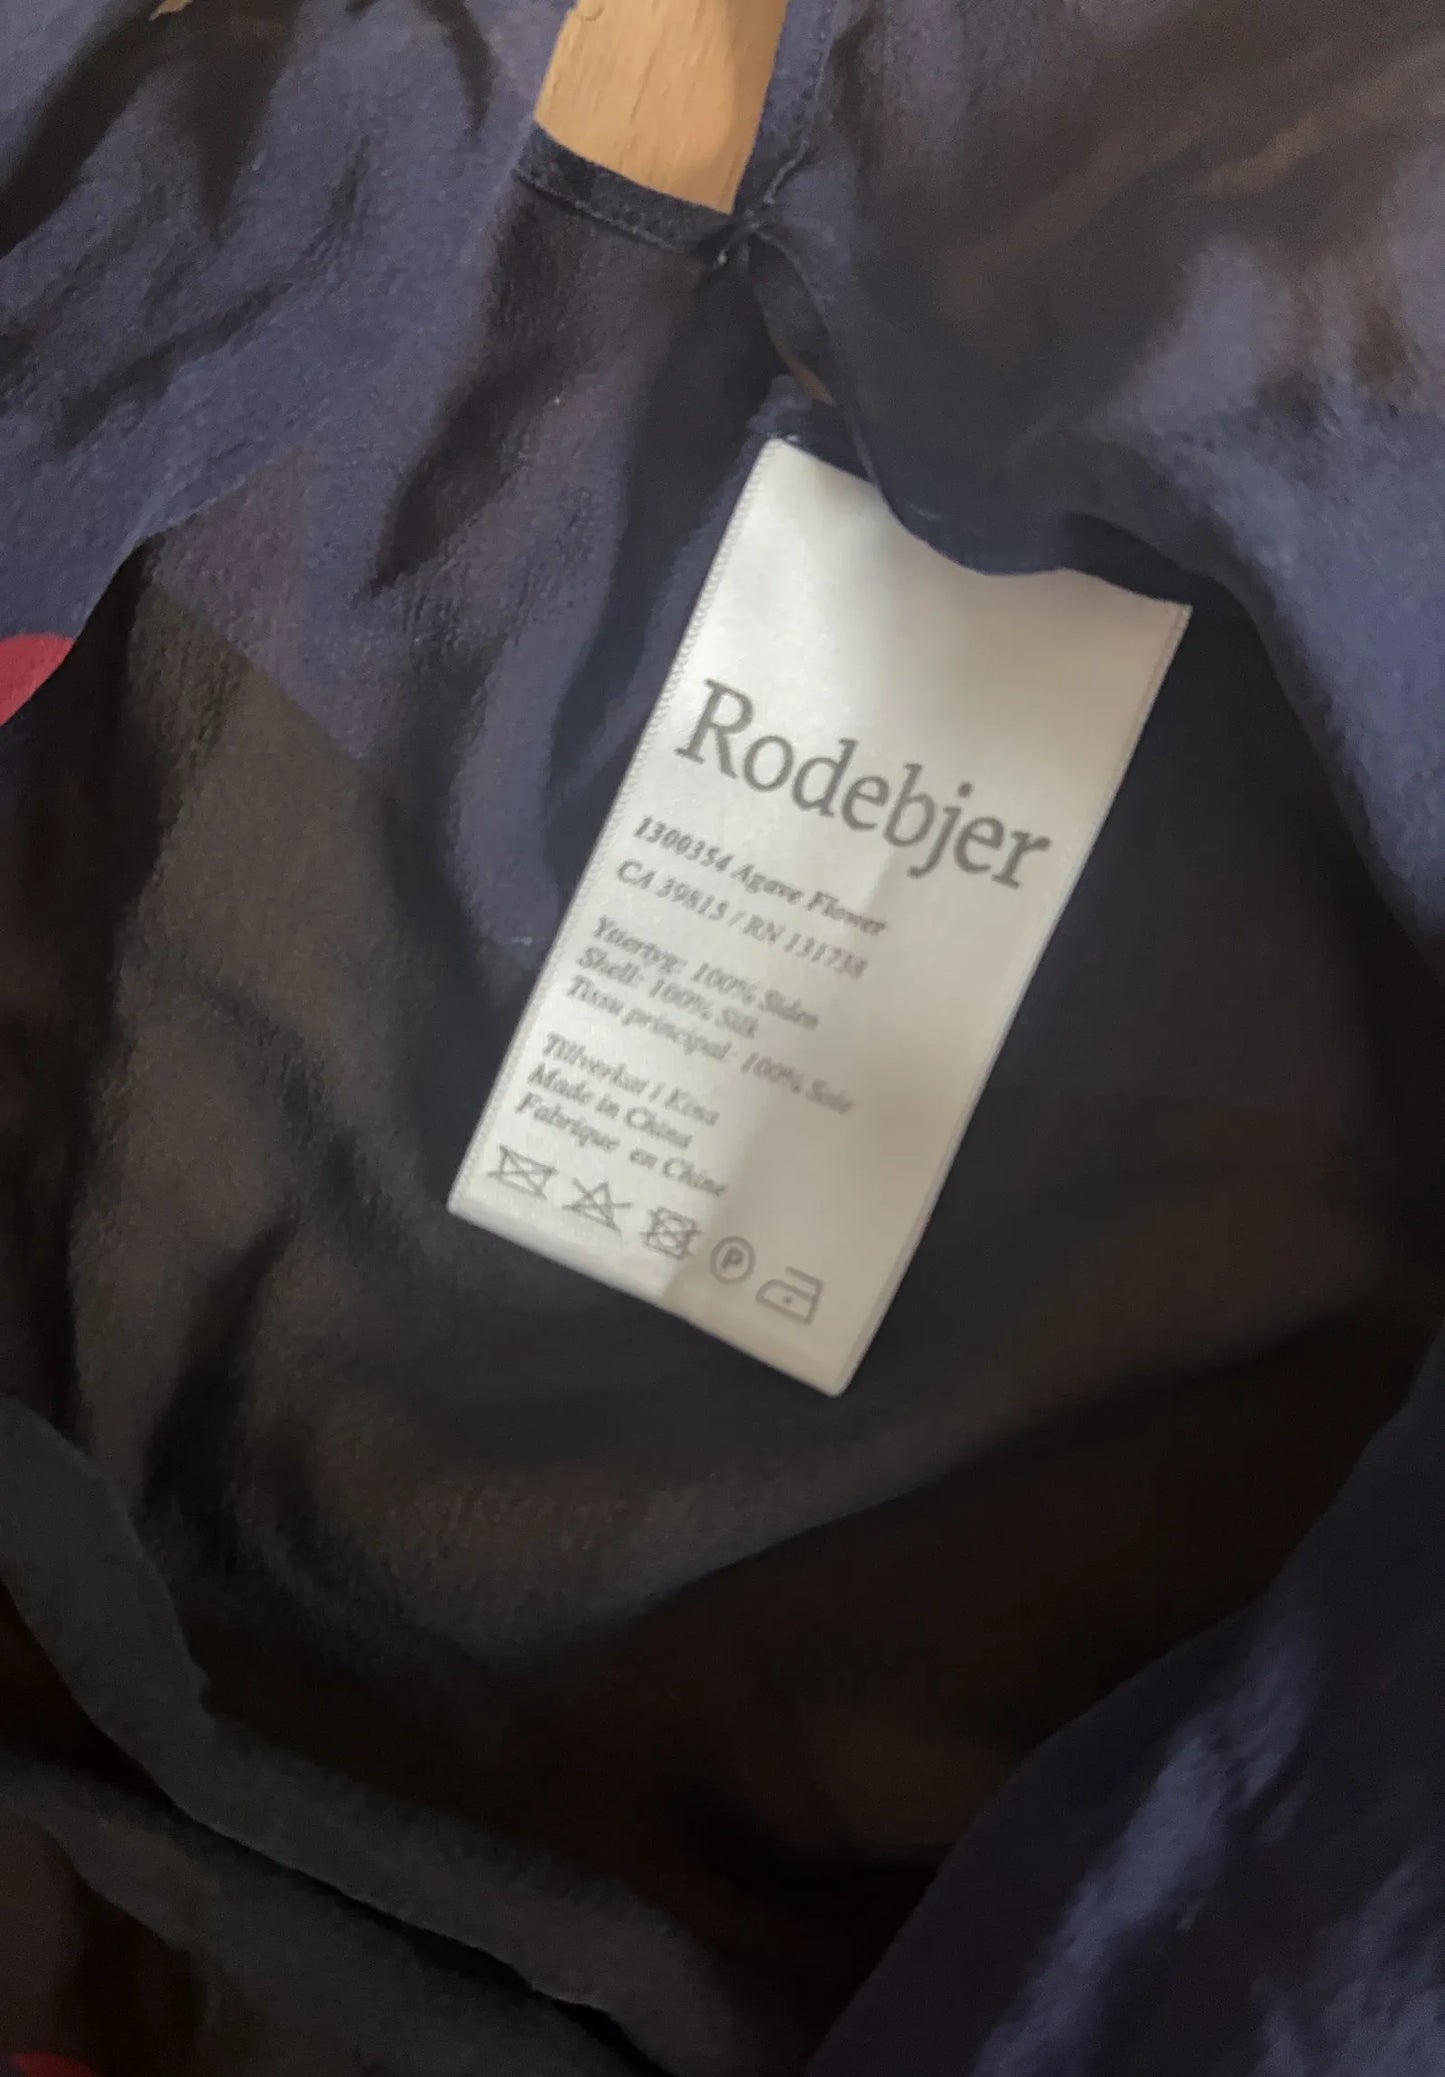 Rodebjer
1300354 Agave Flower
CA 39815 / RN 131738
Yttertyg: 100% Siden
Shell: 100% Silk
Tissu principal: 100% Soie
Tillverkat i Kina
Made in China
Fabrique en Chine
P